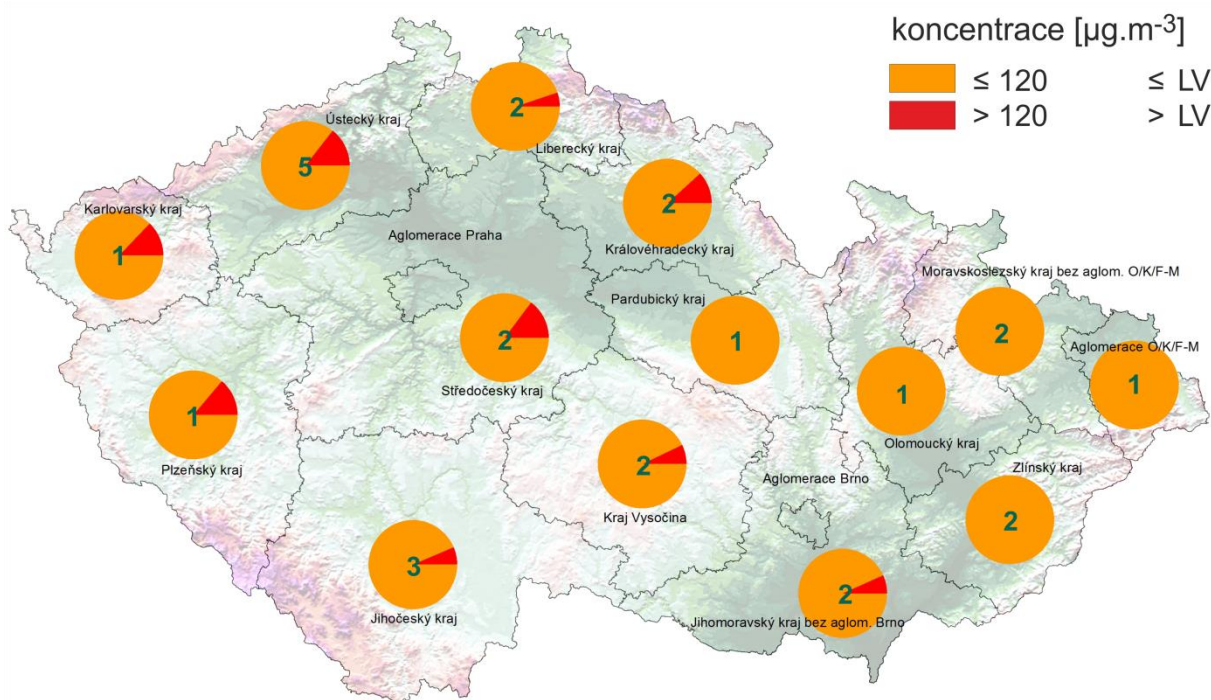 koncentrace [µg.m-3]
≤ 120 ≤ LV
> 120 > LV
2
Liberecký kraj
Ústecký kraj
5
2
Královéhradecký kraj
Karlovarský kraj
1
Aglomerace Praha
Moravskoslezský kraj bez aglom. O/K/F-M
2
Pardubický kraj
1
2
Středočeský kraj
Aglomerace O/K/F-M
1
1
Olomoucký kraj
1
Plzeňský kraj
2
Kraj Vysočina
Aglomerace Brno
Zlínský kraj
2
3
Jihočeský kraj
2
Jihomoravský kraj bez aglom. Brno